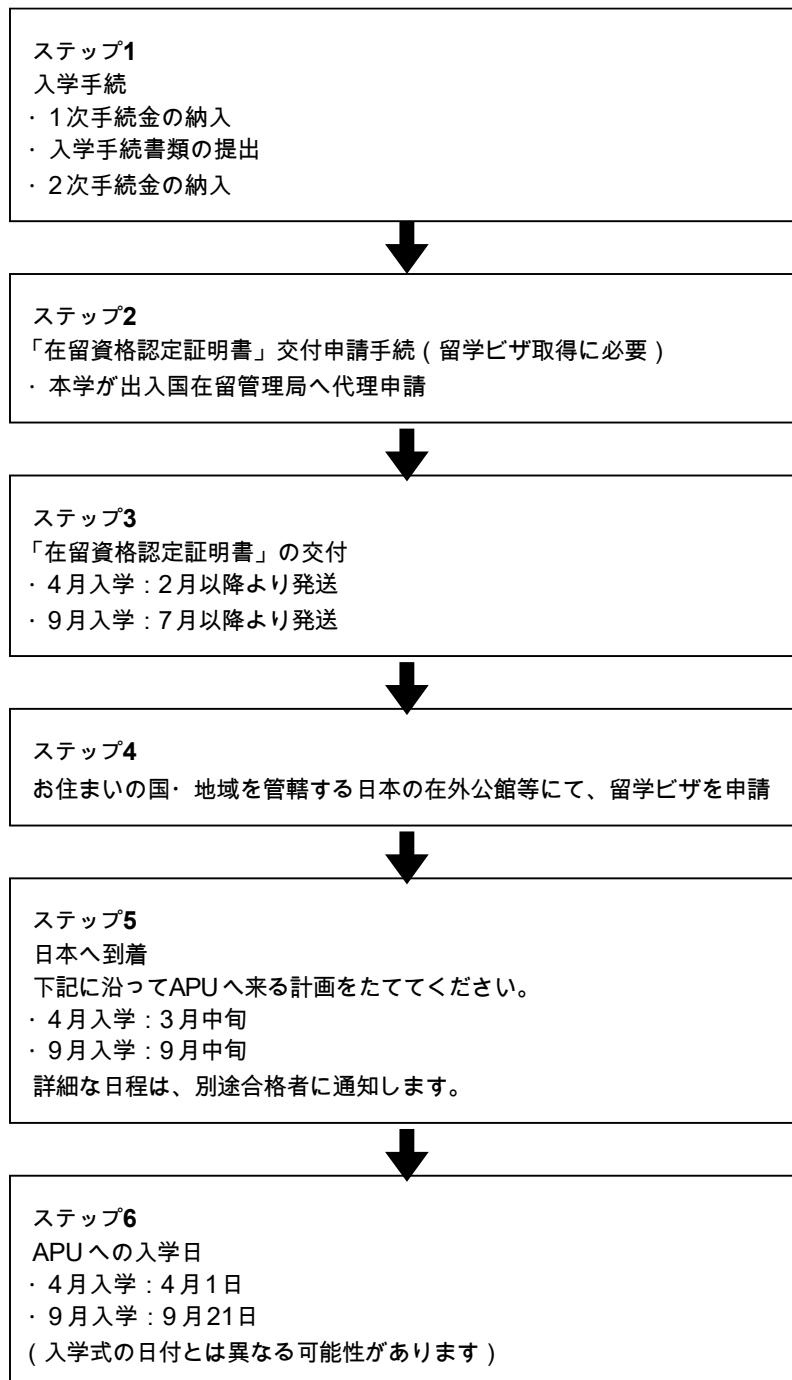 ステップ1
入学手続
· 1次手続金の納入
· 入学手続書類の提出
· 2次手続金の納入
ステップ2
「在留資格認定証明書」交付申請手続(留学ビザ取得に必要)
· 本学が出入国在留管理局へ代理申請
ステップ3
「在留資格認定証明書」の交付
· 4月入学:2月以降より発送
· 9月入学:7月以降より発送
ステップ4
お住まいの国· 地域を管轄する日本の在外公館等にて、留学ビザを申請
ステップ5
日本へ到着
下記に沿ってAPUへ来る計画をたててください。
· 4月入学:3月中旬
· 9月入学:9月中旬
詳細な日程は、別途合格者に通知します。
ステップ6
APUへの入学日
· 4月入学:4月1日
· 9月入学:9月21日
(入学式の日付とは異なる可能性があります)